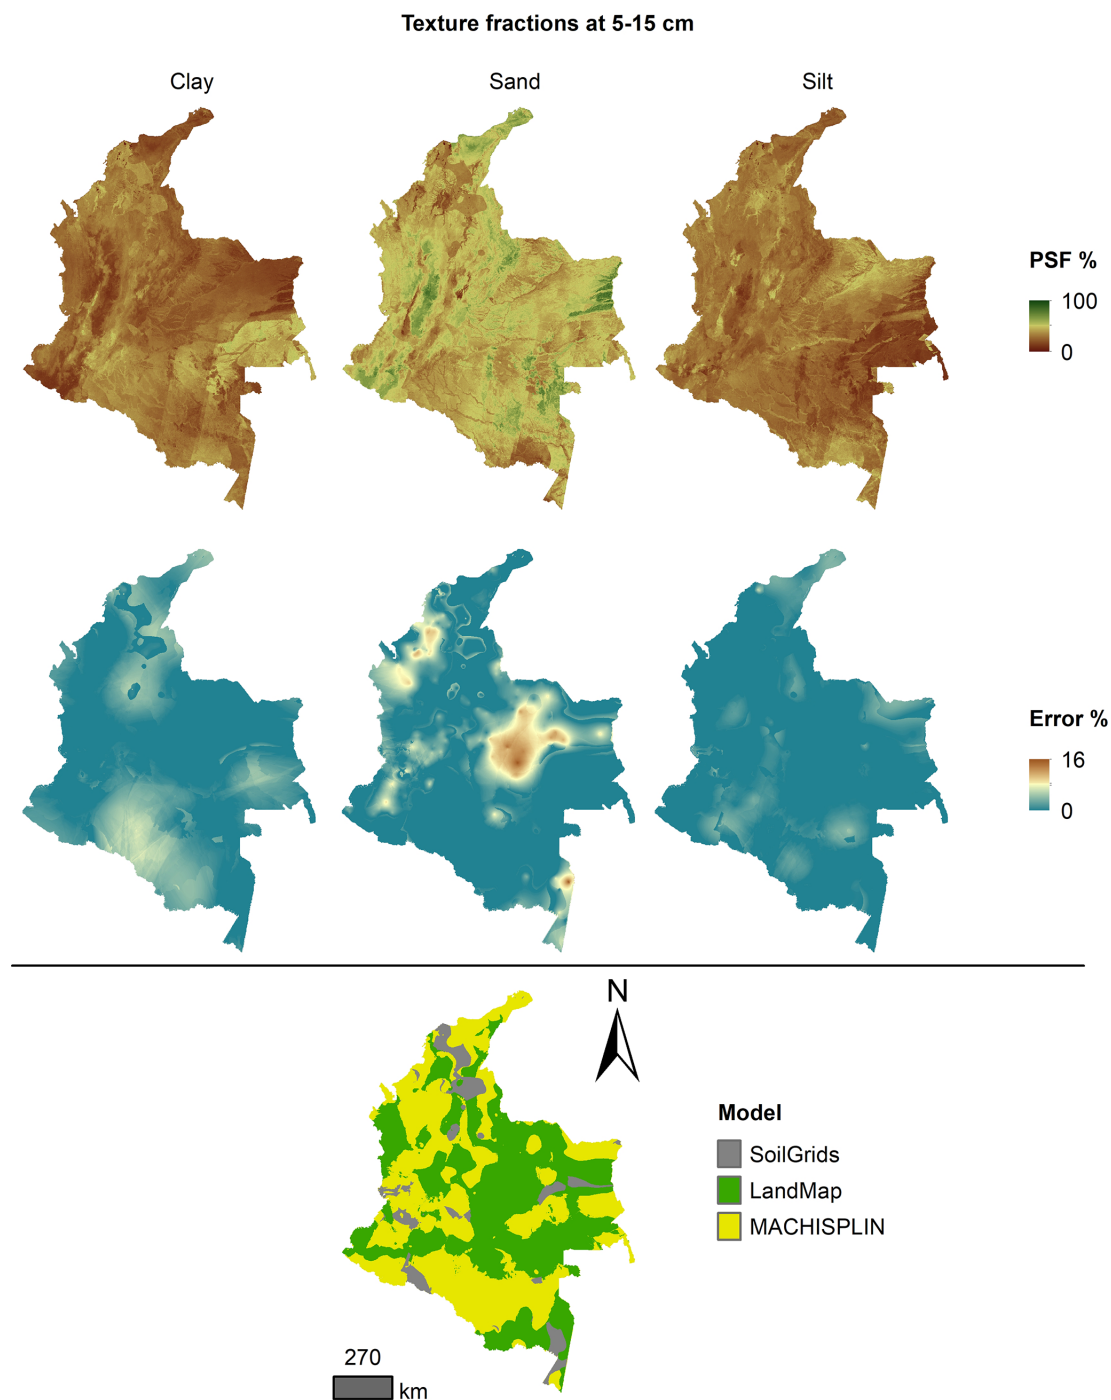 Texture fractions at 5-15 cm
Clay
Sand
Silt
PSF %
100
0
Error %
16
0
N
Model
SoilGrids
LandMap
MACHISPLIN
270
km